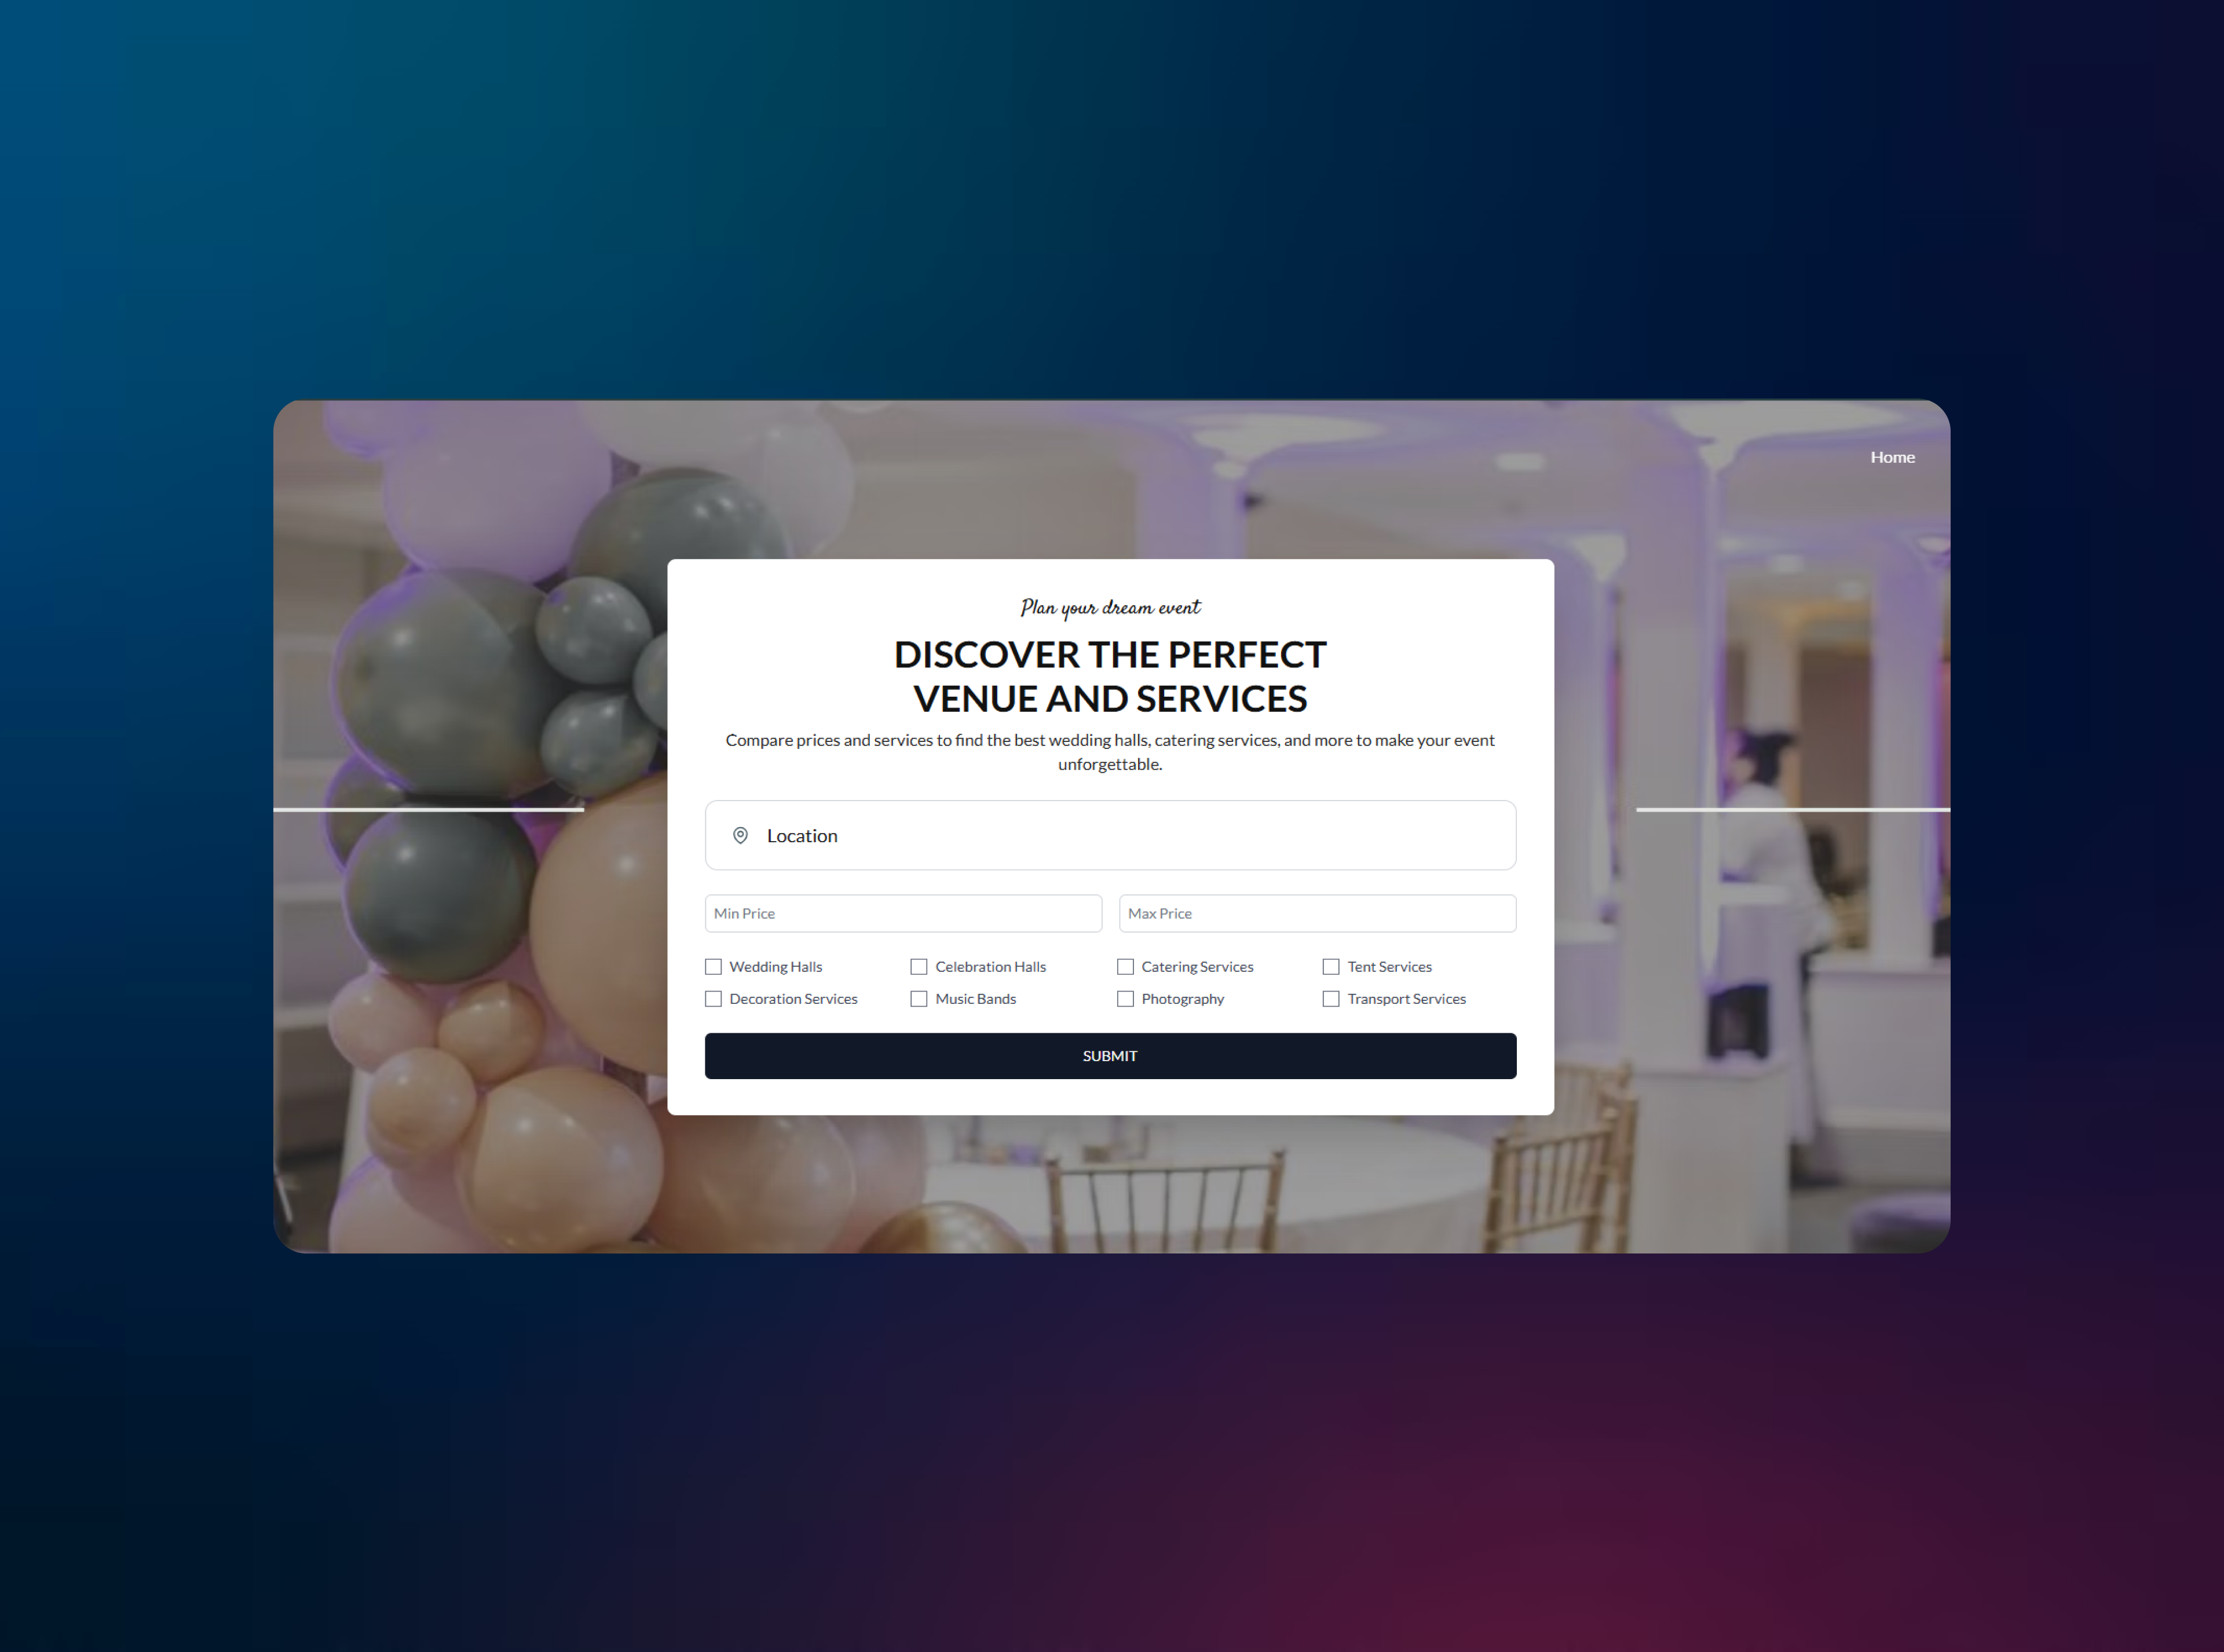 Home
Plan your dream event
DISCOVER THE PERFECT
VENUE AND SERVICES
Compare prices and services to find the best wedding halls, catering services, and more to make your event
unforgettable.
Location
Min Price
Max Price
Wedding Halls
Celebration Halls
Catering Services
Tent Services
Decoration Services
Music Bands
Photography
Transport Services
SUBMIT